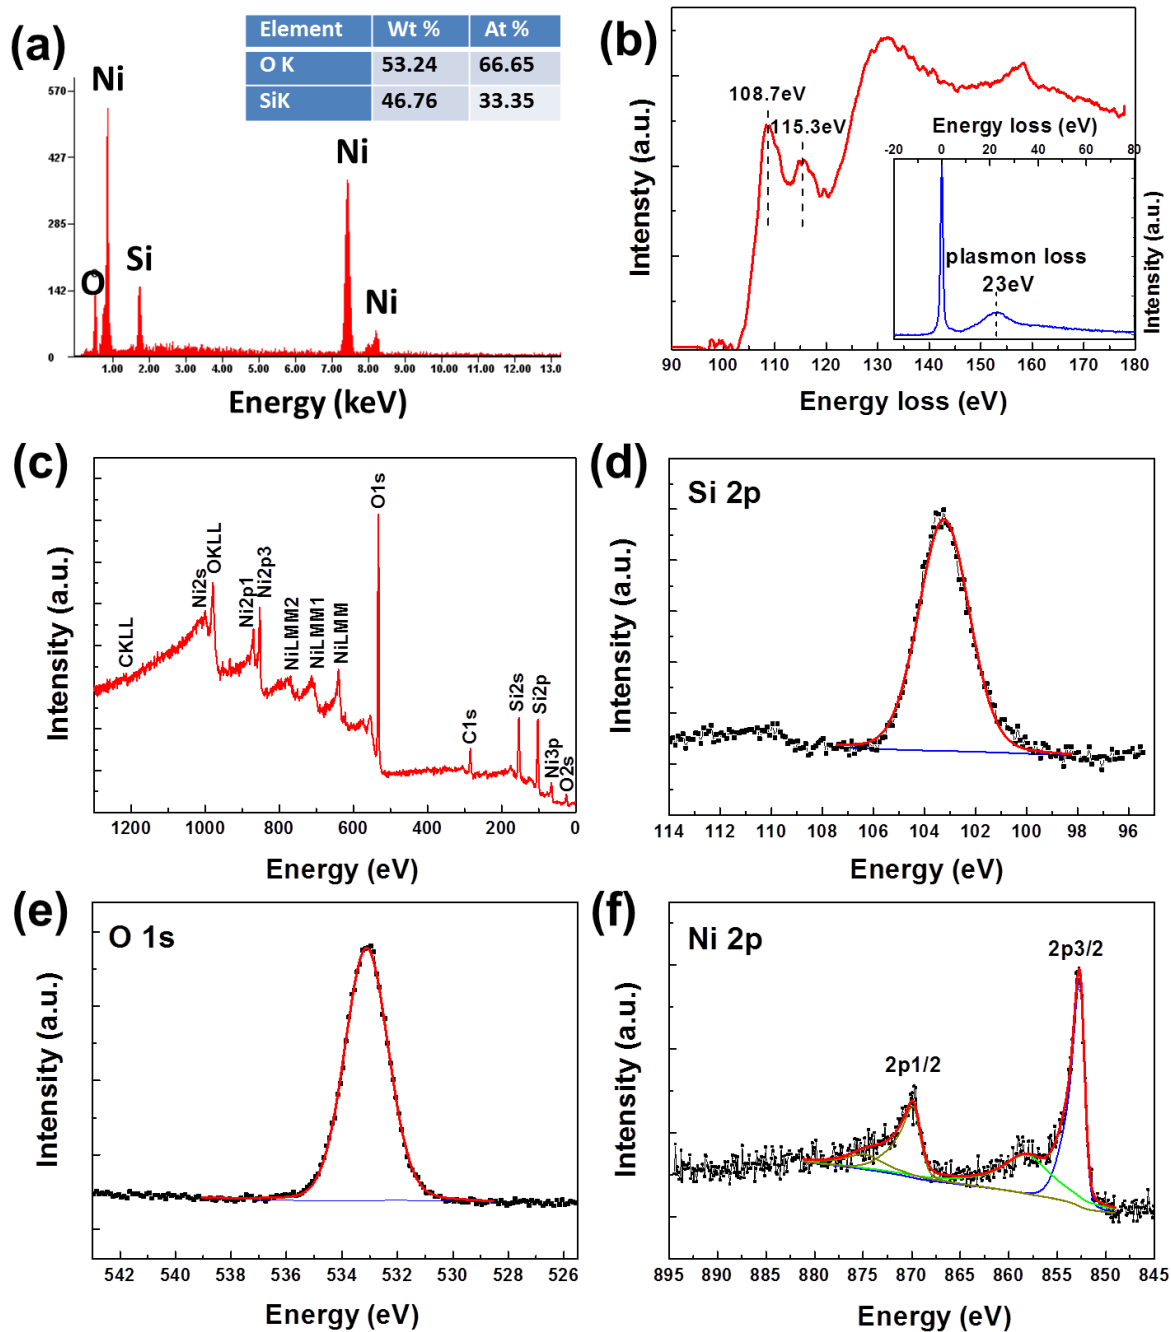 (a)
Element Wt % At %
O K 53.24 66.65
SiK 46.76 33.35
Ni
Ni
Si
O
Ni
570
427
285
142
0
1.00 2.00 3.00 4.00 5.00 6.00 7.00 8.00 9.00 10.00 11.00 12.00 13.0
Energy (keV)
(b)
108.7eV
115.3eV
Intensty (a.u.)
90 100 110 120 130 140 150 160 170 180
Energy loss (eV)
Energy loss (eV)
-20 0 20 40 60 80
plasmon loss
23eV
Intensity (a.u.)
(c)
CKLL
Ni2s
OKLL
Ni2p1
Ni2p3
NiLMM2
NiLMM1
NiLMM
O1s
C1s
Si2s
Si2p
Ni3p
O2s
Intensity (a.u.)
1200 1000 800 600 400 200 0
Energy (eV)
(d)
Si 2p
Intensity (a.u.)
114 112 110 108 106 104 102 100 98 96
Energy (eV)
(e)
O 1s
Intensity (a.u.)
542 540 538 536 534 532 530 528 526
Energy (eV)
(f)
Ni 2p
2p3/2
2p1/2
Intensity (a.u.)
895 890 885 880 875 870 865 860 855 850 845
Energy (eV)